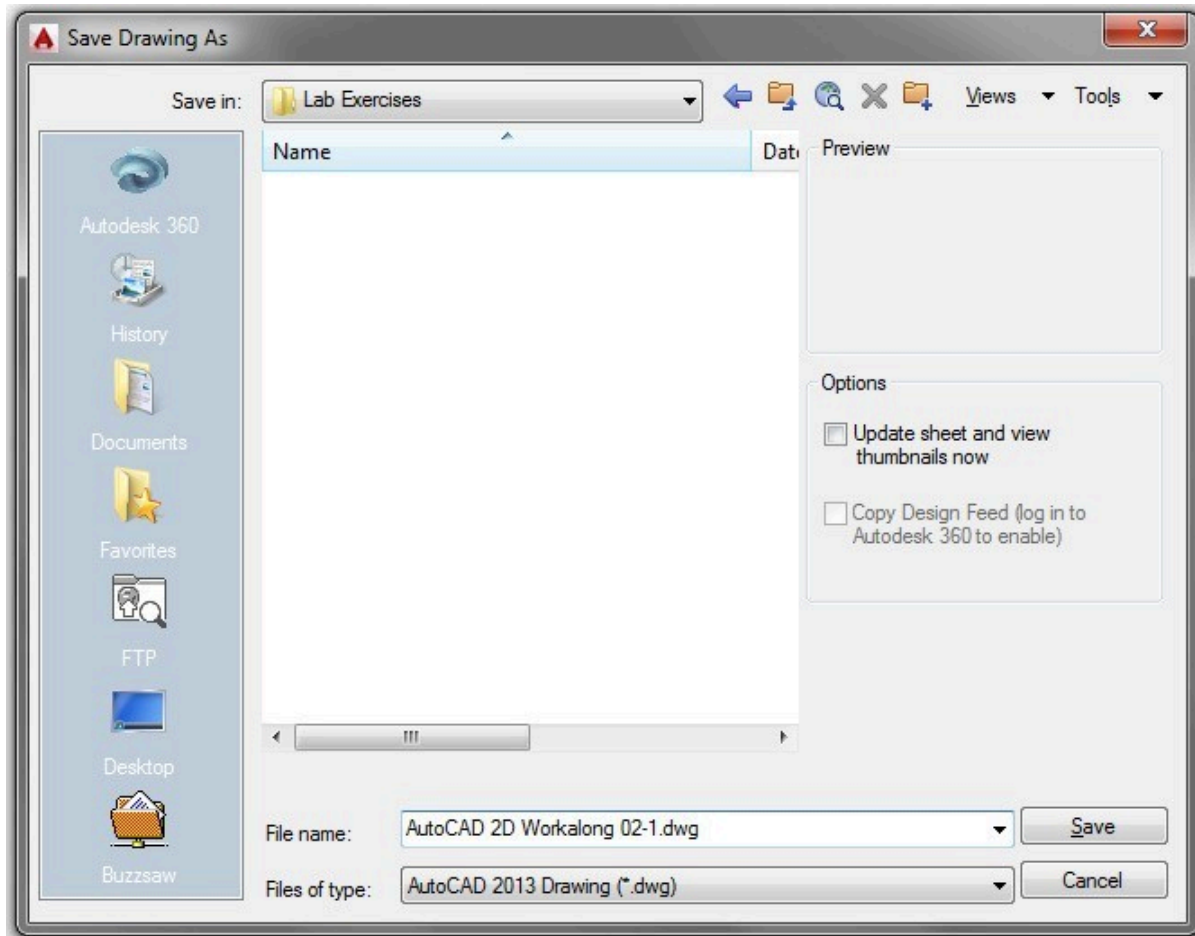 Save Drawing As
Save in:
Lab Exercises
Views
Tools
Autodesk 360
History
Documents
Favorites
FTP
Desktop
Buzzsaw
Name
Date
Preview
Options
Update sheet and view
thumbnails now
Copy Design Feed (log in to
Autodesk 360 to enable)
File name:
AutoCAD 2D Workalong 02-1.dwg
Save
Files of type:
AutoCAD 2013 Drawing (*.dwg)
Cancel